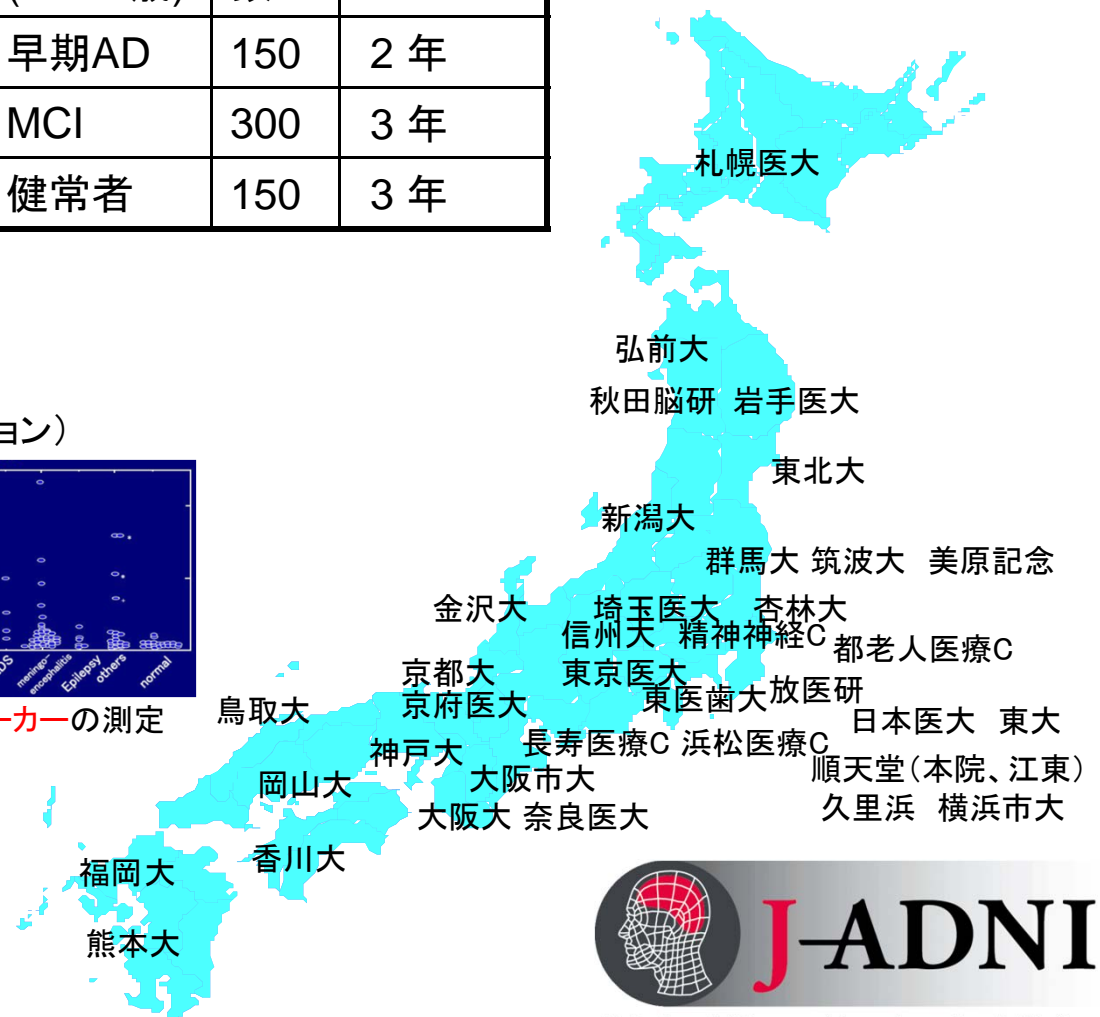 早期AD 150 2 年
MCI 300 3 年
健常者 150 3 年
札幌医大
弘前大
秋田脳研 岩手医大
東北大
新潟大
群馬大 筑波大 美原記念
金沢大 埼玉医大 杏林大
信州大 精神神経C 都老人医療C
京都大 東京医大
京府医大 東医歯大 放医研
鳥取大 日本医大 東大
神戸大 長寿医療C 浜松医療C
岡山大 大阪市大 順天堂(本院、江東)
大阪大 奈良医大 久里浜 横浜市大
福岡大 香川大
熊本大
ョン)
meningo-
encephalitis
Epilepsy
others
normal
ーカーの測定
J-ADNI